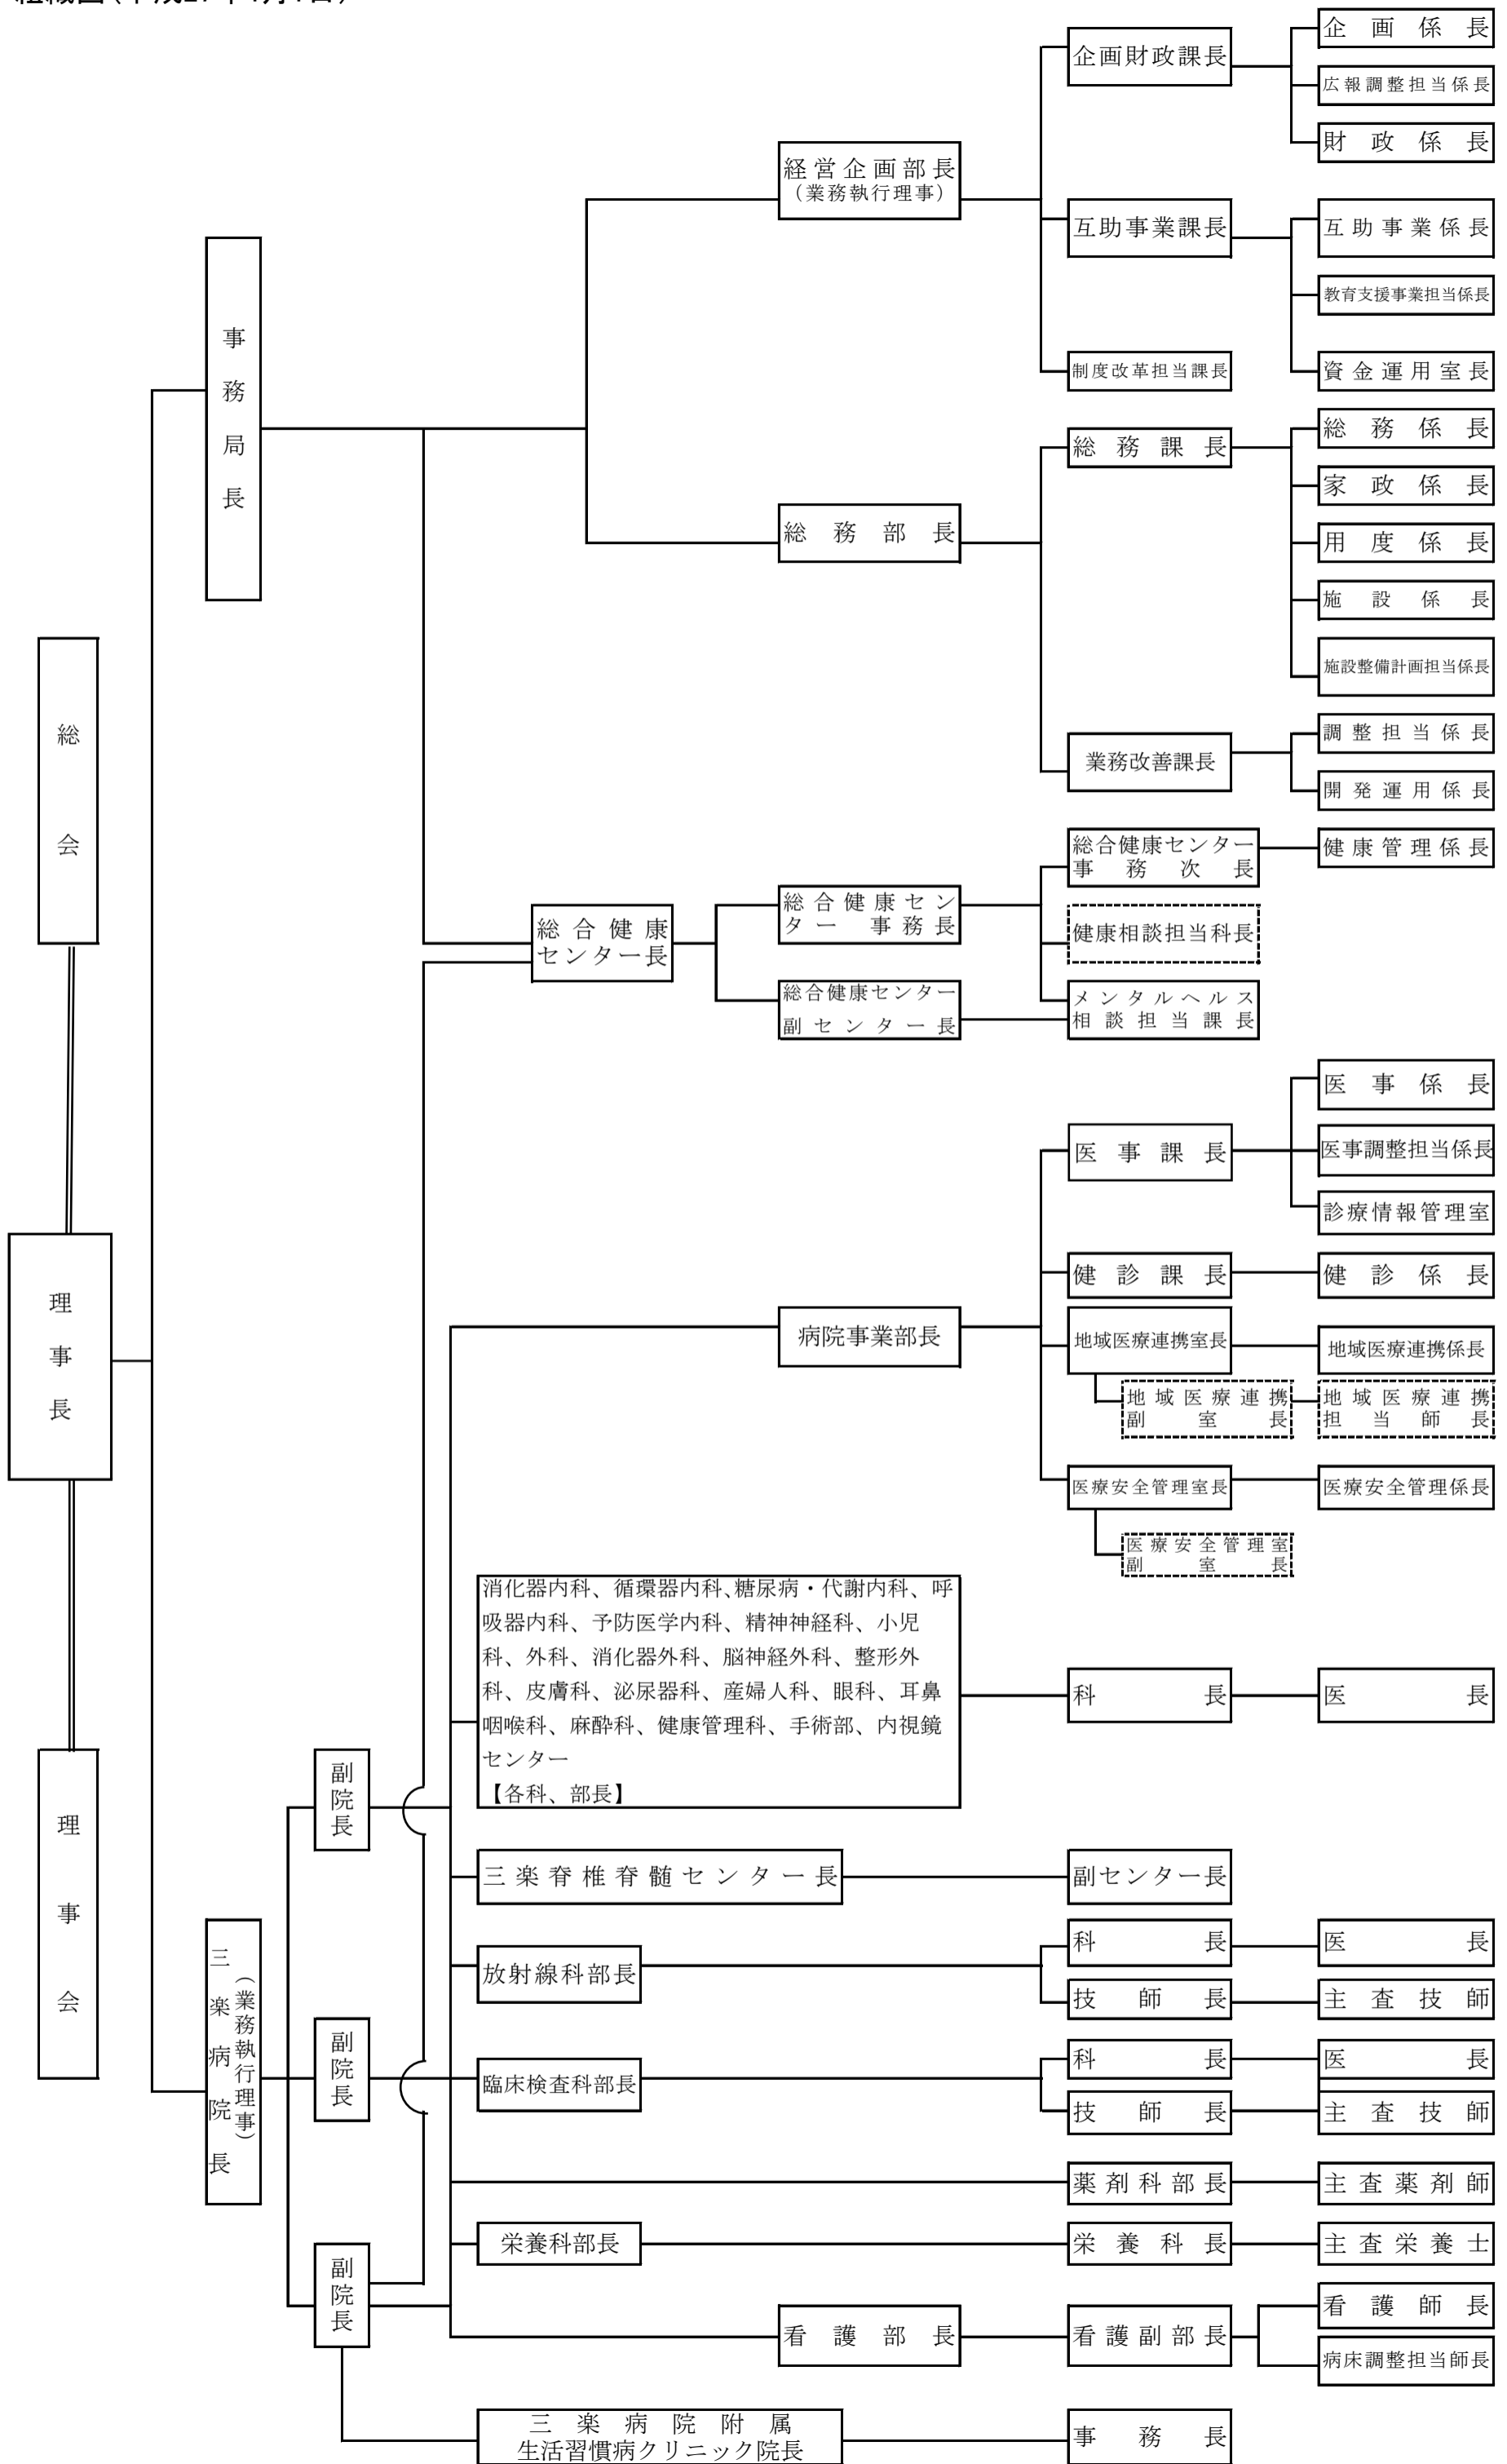 企画係長
企画財政課長
広報調整担当係長
財政係長
経営企画部長
(業務執行理事)
互助事業課長
互助事業係長
教育支援事業担当係長
制度改革担当課長
資金運用室長
事務局長
総務課長
総務係長
家政係長
総務部長
用度係長
施設係長
施設整備計画担当係長
業務改善課長
調整担当係長
開発運用係長
総会
総合健康センター
事務次長
健康管理係長
総合健康セン
ター 事務長
健康相談担当科長
総合健康
センター長
総合健康センター
副センター長
メンタルヘルス
相談担当課長
医事係長
医事課長
医事調整担当係長
診療情報管理室
健診課長
健診係長
理事長
病院事業部長
地域医療連携室長
地域医療連携係長
地域医療連携
副室長
地域医療連携
担当師長
医療安全管理室長
医療安全管理係長
医療安全管理室
副室長
消化器内科、循環器内科、糖尿病・代謝内科、呼
吸器内科、予防医学内科、精神神経科、小児
科、外科、消化器外科、脳神経外科、整形外
科、皮膚科、泌尿器科、産婦人科、眼科、耳鼻
咽喉科、麻酔科、健康管理科、手術部、内視鏡
センター
【各科、部長】
科長
医長
理事会
副院長
三楽脊椎脊髄センター長
副センター長
三楽病院長
(業務執行理事)
放射線科部長
科長
医長
技師長
主査技師
副院長
臨床検査科部長
科長
医長
技師長
主査技師
薬剤科部長
主査薬剤師
副院長
栄養科部長
栄養科長
主査栄養士
看護部長
看護副部長
看護師長
病床調整担当師長
三楽病院附属
生活習慣病クリニック院長
事務長